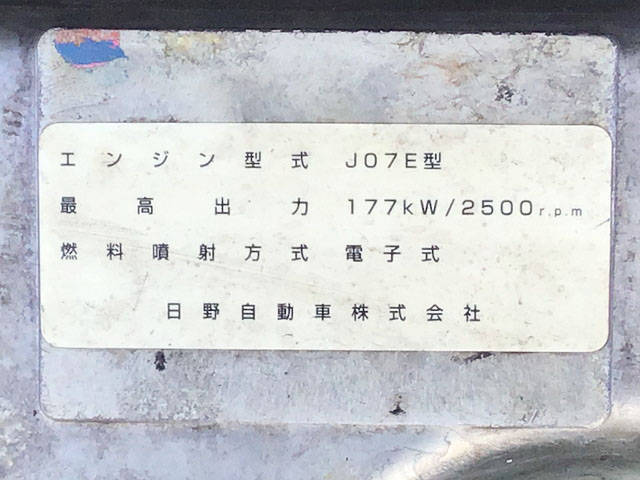 エンジン型式 J07E型
最高出力 177kW/2500r.p.m
燃料噴射方式 電子式
日野自動車株式会社